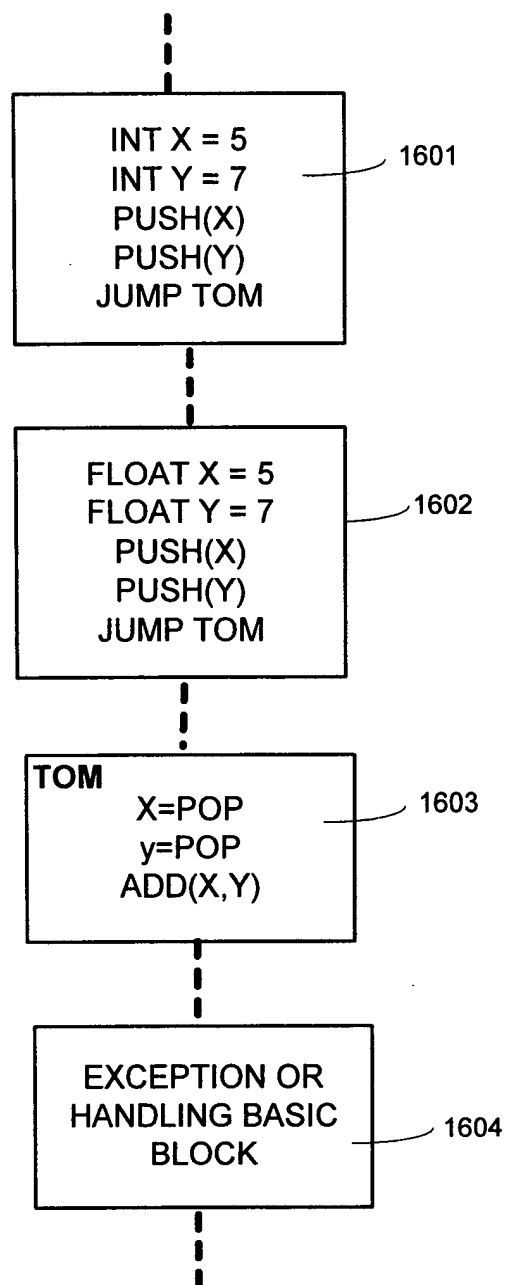 INT X = 5
INT Y = 7
PUSH(X)
PUSH(Y)
JUMP TOM
1601
FLOAT X = 5
FLOAT Y = 7
PUSH(X)
PUSH(Y)
JUMP TOM
1602
TOM
X=POP
y=POP
ADD(X,Y)
1603
EXCEPTION OR
HANDLING BASIC
BLOCK
1604